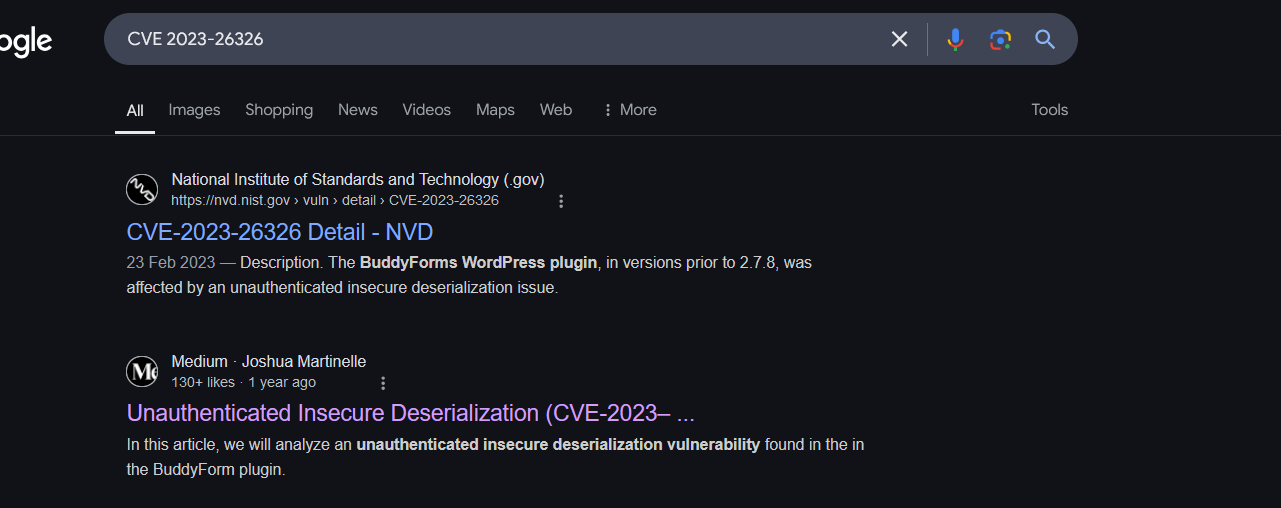 ogle
CVE 2023-26326
All Images Shopping News Videos Maps Web More Tools
National Institute of Standards and Technology (.gov)
https://nvd.nist.gov › vuln › detail › CVE-2023-26326
CVE-2023-26326 Detail - NVD
23 Feb 2023 — Description. The BuddyForms WordPress plugin, in versions prior to 2.7.8, was
affected by an unauthenticated insecure deserialization issue.
Medium · Joshua Martinelle
130+ likes · 1 year ago
Unauthenticated Insecure Deserialization (CVE-2023– ...
In this article, we will analyze an unauthenticated insecure deserialization vulnerability found in the in
the BuddyForm plugin.